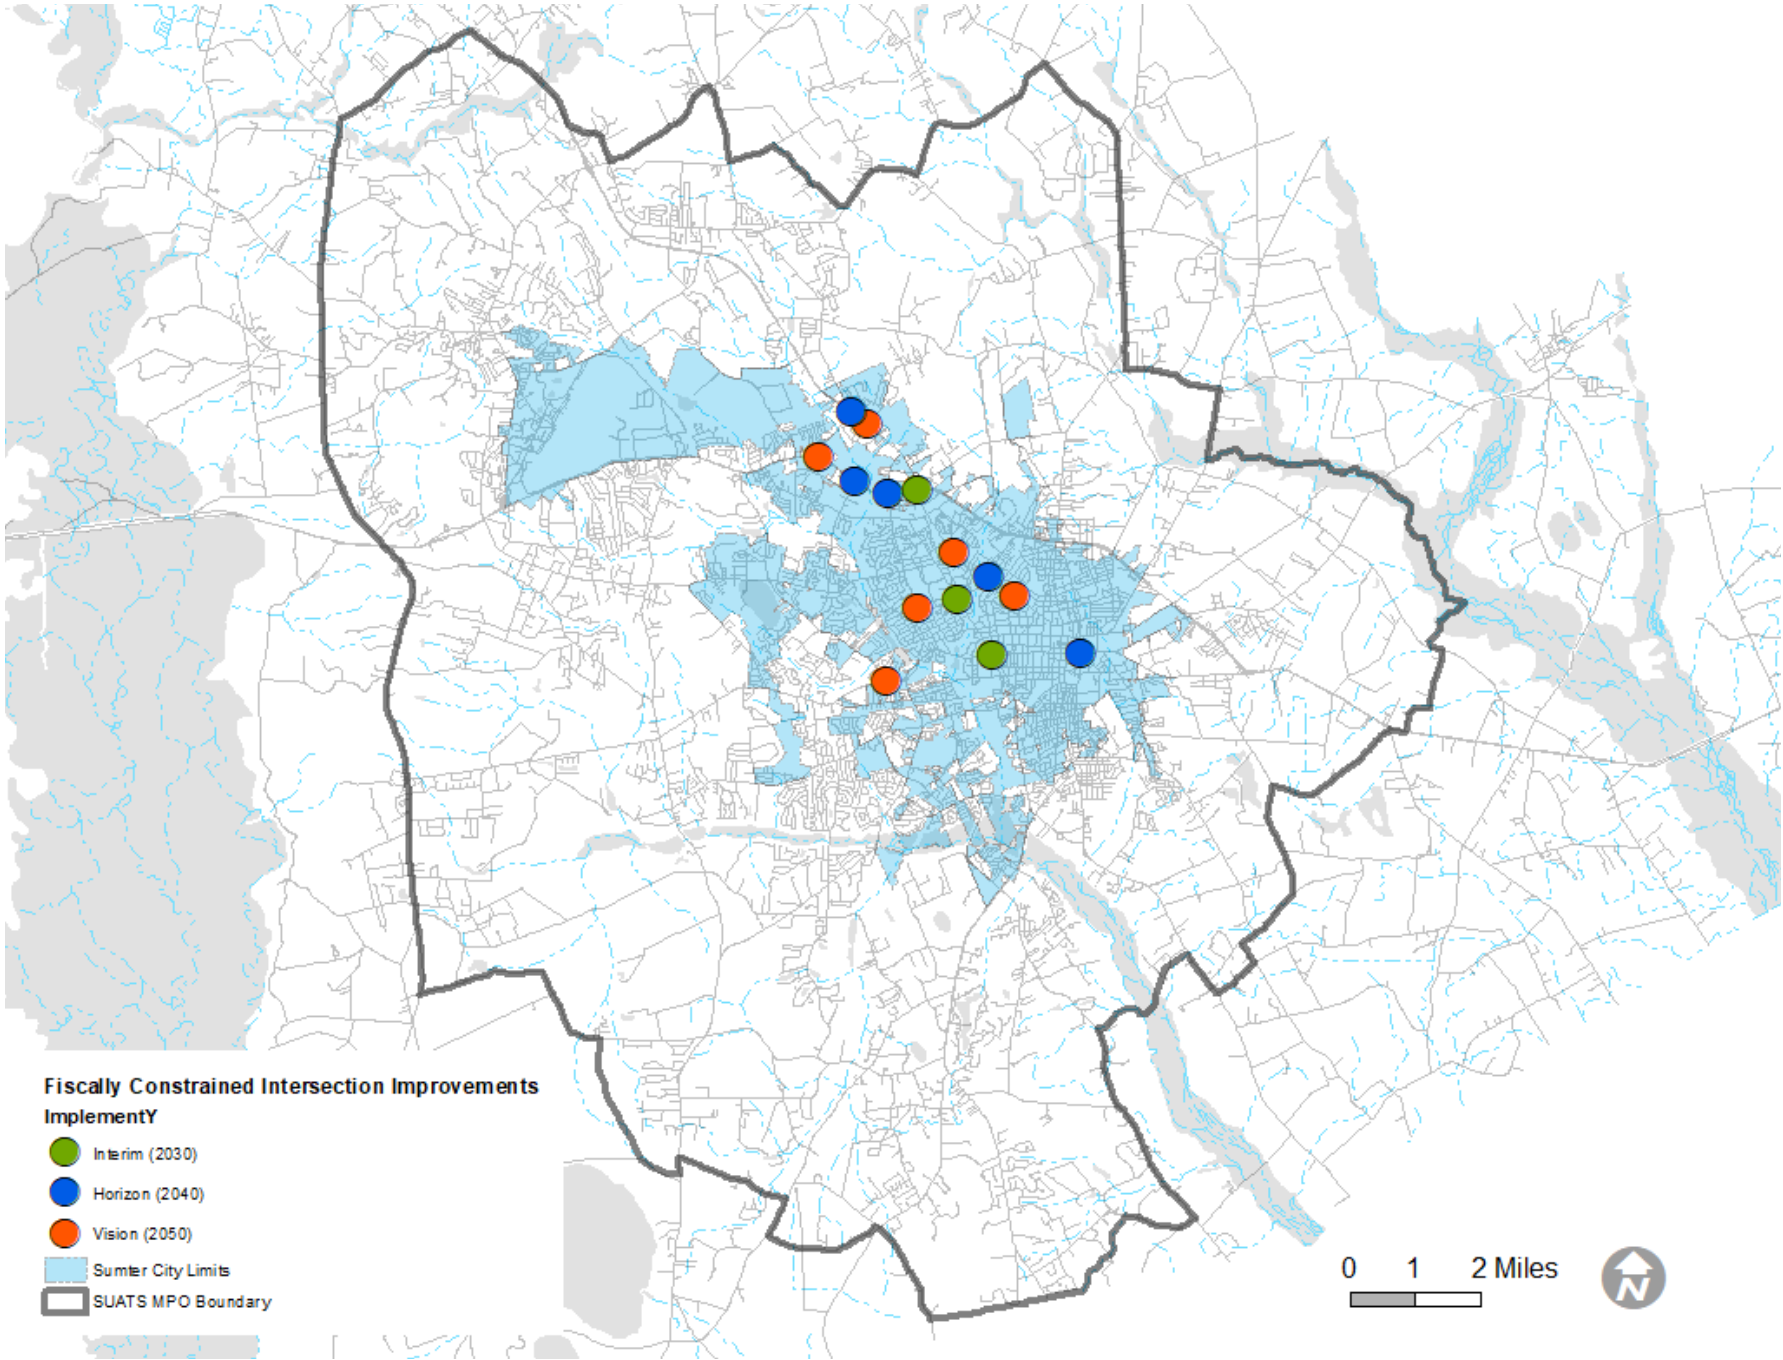 Fiscally Constrained Intersection Improvements
ImplementY
Interim (2030)
Horizon (2040)
Vision (2050)
Sumter City Limits
SUATS MPO Boundary
0 1 2 Miles
N